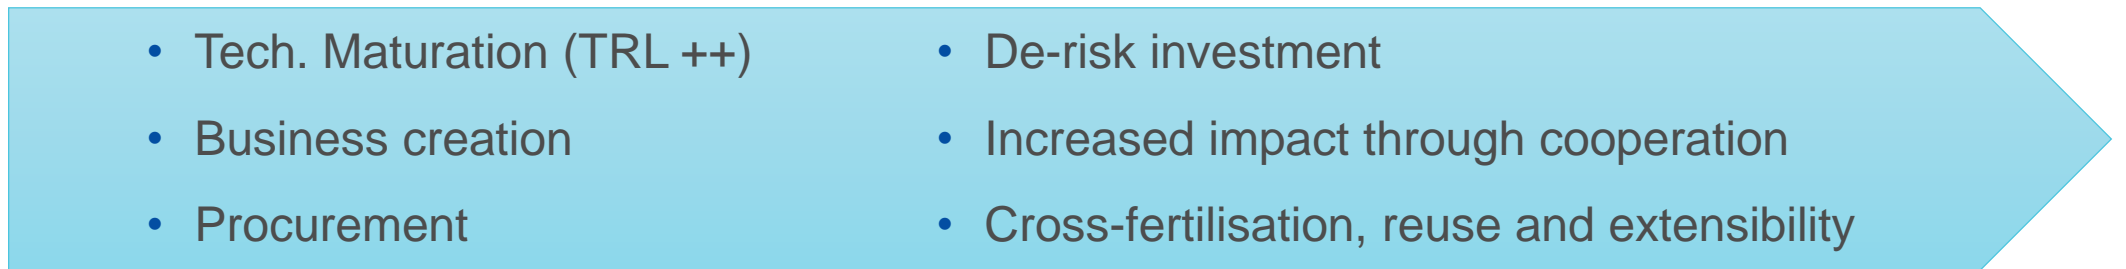 • Tech. Maturation (TRL ++)
• Business creation
• Procurement
• De-risk investment
• Increased impact through cooperation
• Cross-fertilisation, reuse and extensibility